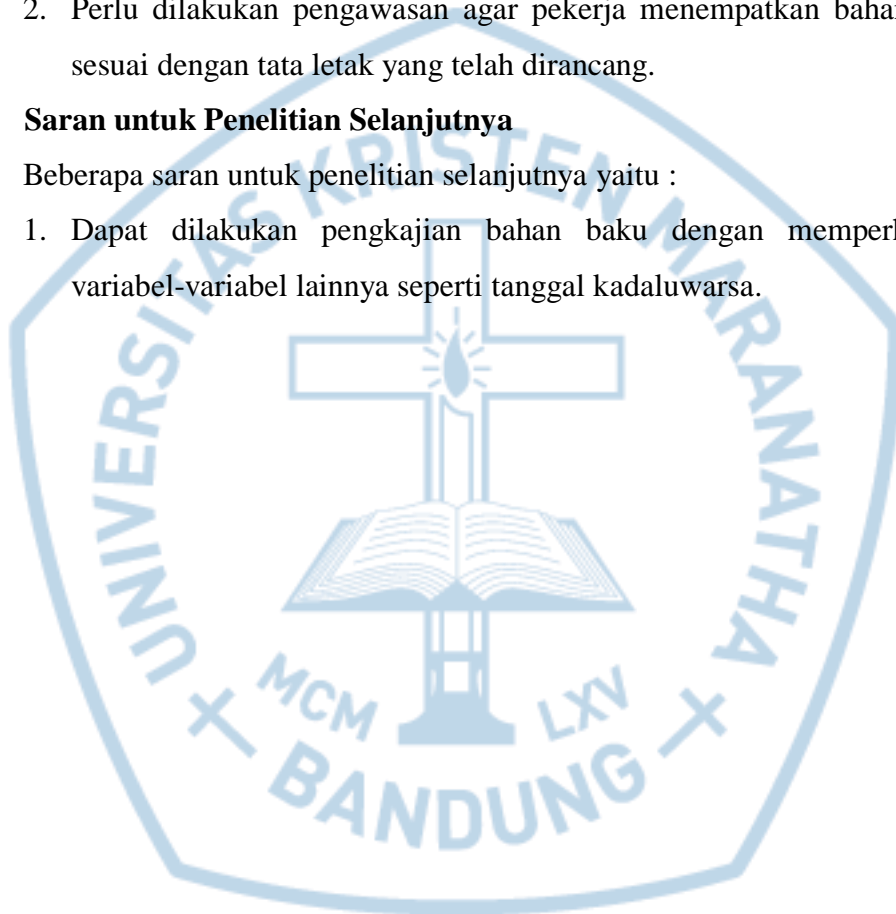 2. Perlu dilakukan pengawasan agar pekerja menempatkan
sesuai dengan tata letak yang telah dirancang.
Saran untuk Penelitian Selanjutnya
Beberapa saran untuk penelitian selanjutnya yaitu :
1. Dapat dilakukan pengkajian bahan baku dengan
variabel-variabel lainnya seperti tanggal kadaluwarsa.
UNIVERSITAS KRISTEN MARANATHA
MCM LXV
BANDUNG